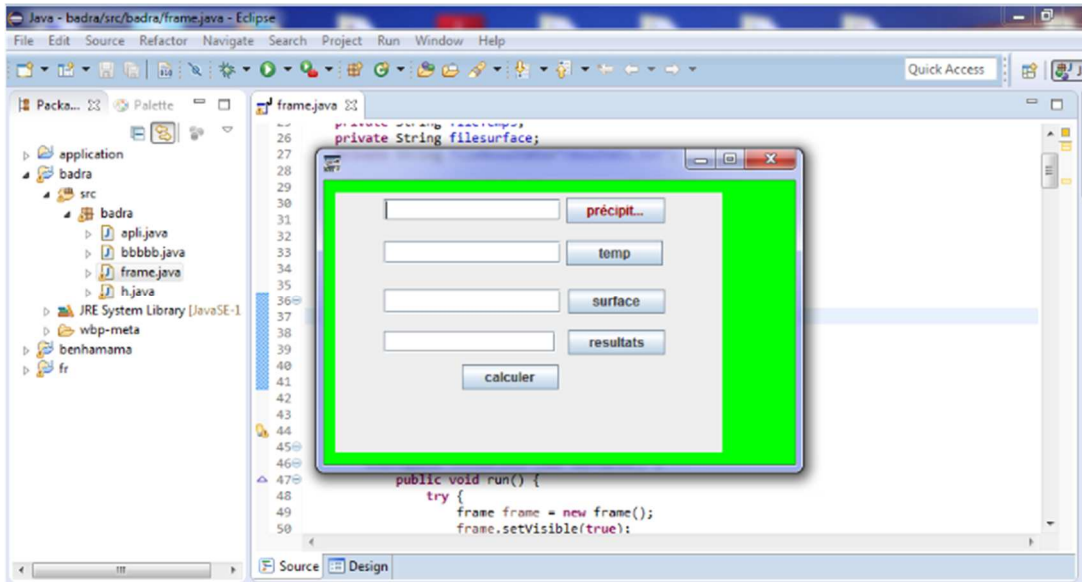 Java - badra/src/badra/frame.java - Eclipse
File Edit Source Refactor Navigate Search Project Run Window Help
Quick Access
Packa... Palette
frame.java
application
badra
src
badra
apli.java
bbbbb.java
frame.java
h.java
JRE System Library [JavaSE-1
wbp-meta
benhamama
fr
26 private String filesurface;
27
28
29
30
31
32
33
34
35
36
37
38
39
40
41
42
43
44
45
46
47 public void run() {
48 try {
49 frame frame = new frame();
50 frame.setVisible(true);
précipit...
temp
surface
resultats
calculer
Source Design